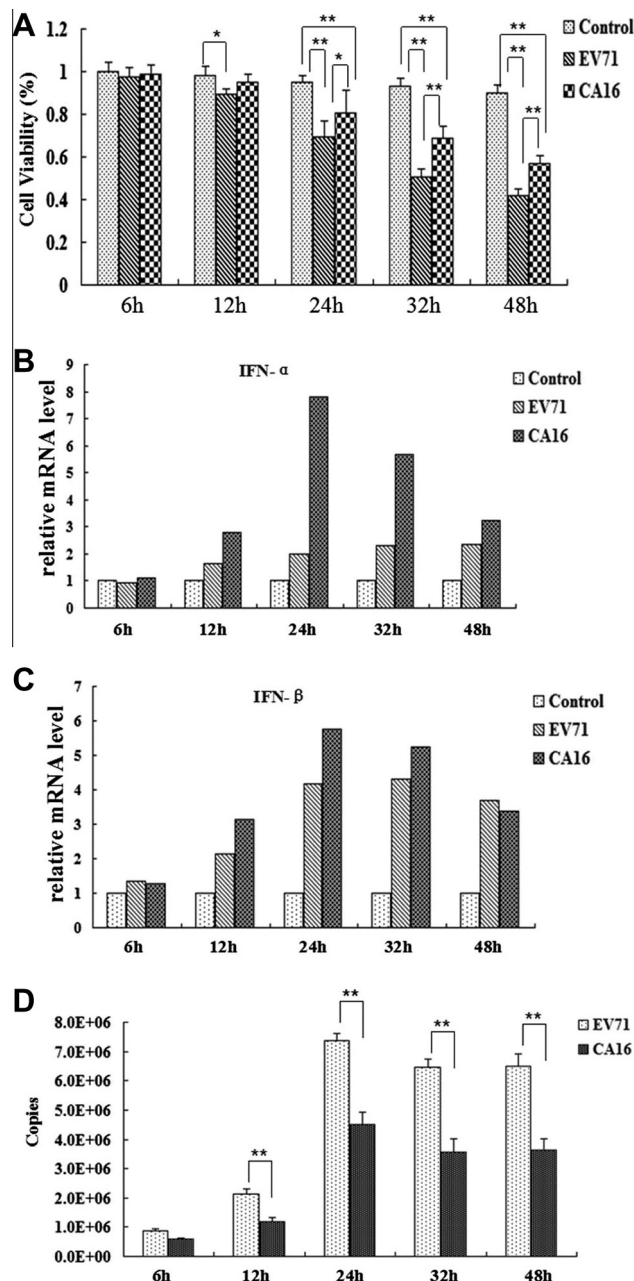 A
Cell Viability (%)
1.2
1
0.8
0.6
0.4
0.2
0
*
**
**
*
**
**
**
**
**
**
6h 12h 24h 32h 48h
Control
EV71
CA16
B
IFN-α
relative mRNA level
9
8
7
6
5
4
3
2
1
0
6h 12h 24h 32h 48h
Control
EV71
CA16
C
IFN-β
relative mRNA level
7
6
5
4
3
2
1
0
6h 12h 24h 32h 48h
Control
EV71
CA16
D
Copies
8.0E+06
7.0E+06
6.0E+06
5.0E+06
4.0E+06
3.0E+06
2.0E+06
1.0E+06
0.0E+00
**
**
**
**
6h 12h 24h 32h 48h
EV71
CA16